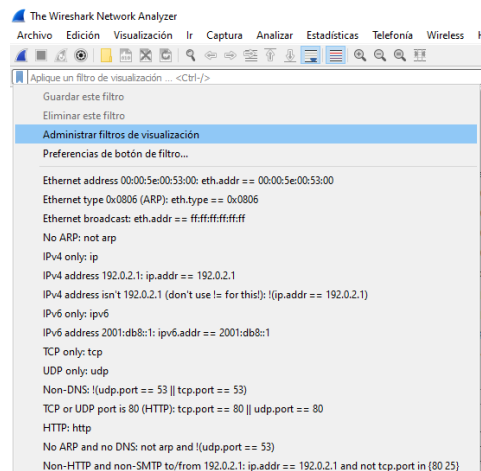 The Wireshark Network Analyzer
Archivo Edición Visualización Ir Captura Analizar Estadísticas Telefonía Wireless
Aplique un filtro de visualización ... <Ctrl-/>
Guardar este filtro
Eliminar este filtro
Administrar filtros de visualización
Preferencias de botón de filtro...
Ethernet address 00:00:5e:00:53:00: eth.addr == 00:00:5e:00:53:00
Ethernet type 0x0806 (ARP): eth.type == 0x0806
Ethernet broadcast: eth.addr == ff:ff:ff:ff:ff:ff
No ARP: not arp
IPv4 only: ip
IPv4 address 192.0.2.1: ip.addr == 192.0.2.1
IPv4 address isn't 192.0.2.1 (don't use != for this!): !(ip.addr == 192.0.2.1)
IPv6 only: ipv6
IPv6 address 2001:db8::1: ipv6.addr == 2001:db8::1
TCP only: tcp
UDP only: udp
Non-DNS: !(udp.port == 53 || tcp.port == 53)
TCP or UDP port is 80 (HTTP): tcp.port == 80 || udp.port == 80
HTTP: http
No ARP and no DNS: not arp and !(udp.port == 53)
Non-HTTP and non-SMTP to/from 192.0.2.1: ip.addr == 192.0.2.1 and not tcp.port in {80 25}